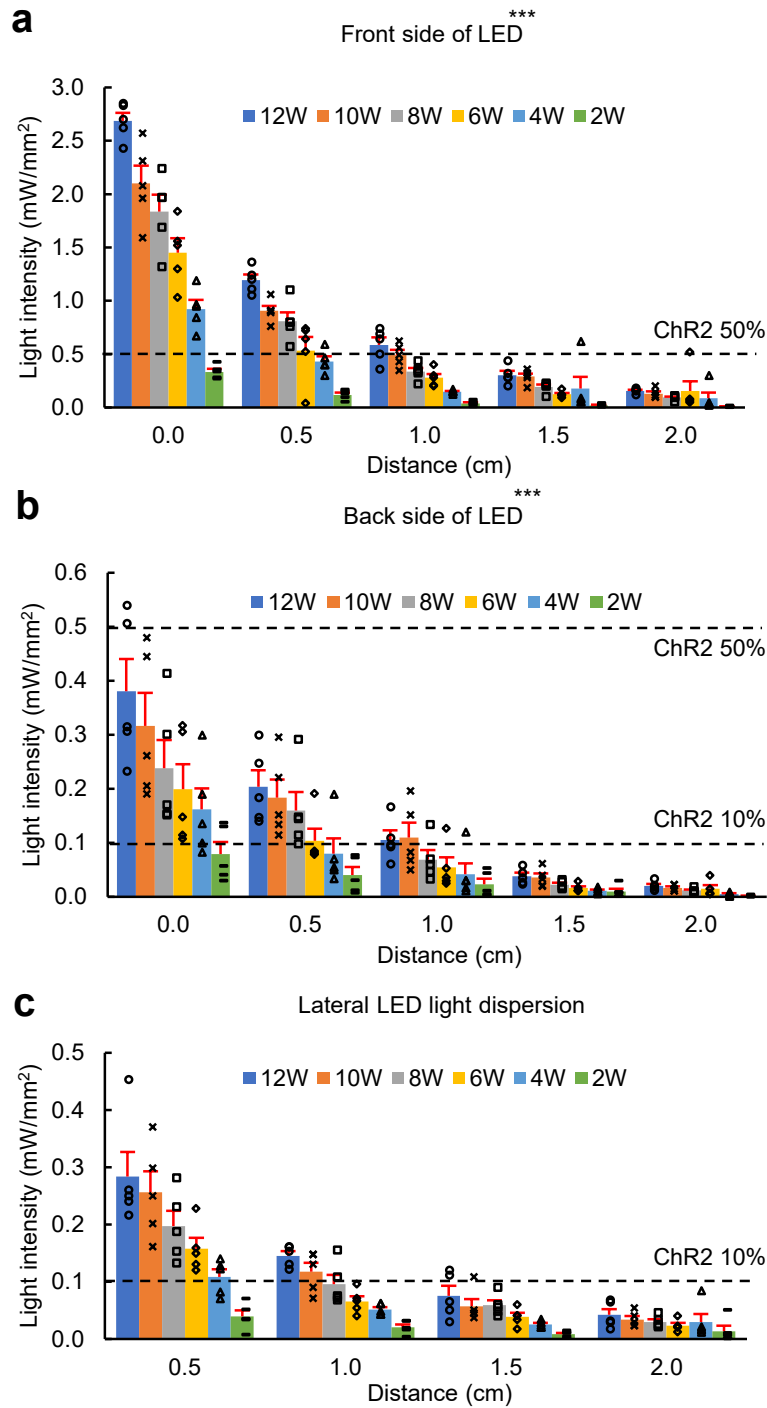 a
Front side of LED***
3.0
2.5
2.0
1.5
1.0
0.5
0.0
Light intensity (mW/mm²)
12W 10W 8W 6W 4W 2W
ChR2 50%
0.0 0.5 1.0 1.5 2.0
Distance (cm)
b
Back side of LED***
0.6
0.5
0.4
0.3
0.2
0.1
0.0
Light intensity (mW/mm²)
12W 10W 8W 6W 4W 2W
ChR2 50%
ChR2 10%
0.0 0.5 1.0 1.5 2.0
Distance (cm)
c
Lateral LED light dispersion
0.5
0.4
0.3
0.2
0.1
0.0
Light intensity (mW/mm²)
12W 10W 8W 6W 4W 2W
ChR2 10%
0.5 1.0 1.5 2.0
Distance (cm)